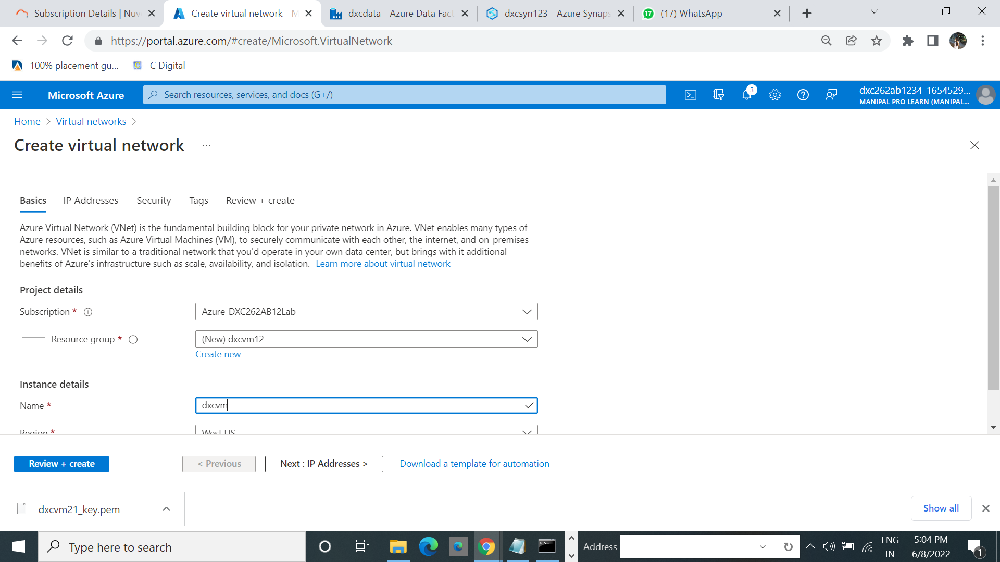 Subscription Details | Nuv
Create virtual network - M
dxcdata - Azure Data Fact
dxcsyn123 - Azure Synaps
17
(17) WhatsApp
https://portal.azure.com/#create/Microsoft.VirtualNetwork
100% placement gu...
C Digital
Microsoft Azure
Search resources, services, and docs (G+/)
3
dxc262ab1234_1654529...
MANIPAL PRO LEARN (MANIPAL...
Home > Virtual networks >
Create virtual network ...
Basics IP Addresses Security Tags Review + create
Azure Virtual Network (VNet) is the fundamental building block for your private network in Azure. VNet enables many types of
Azure resources, such as Azure Virtual Machines (VM), to securely communicate with each other, the internet, and on-premises
networks. VNet is similar to a traditional network that you'd operate in your own data center, but brings with it additional
benefits of Azure's infrastructure such as scale, availability, and isolation. Learn more about virtual network
Project details
Subscription * Azure-DXC262AB12Lab
Resource group * (New) dxcvm12
Create new
Instance details
Name * dxcvm
Region * West US
Review + create
< Previous
Next : IP Addresses >
Download a template for automation
dxcvm21_key.pem
Show all
Type here to search
Address
ENG
IN
5:04 PM
6/8/2022
1